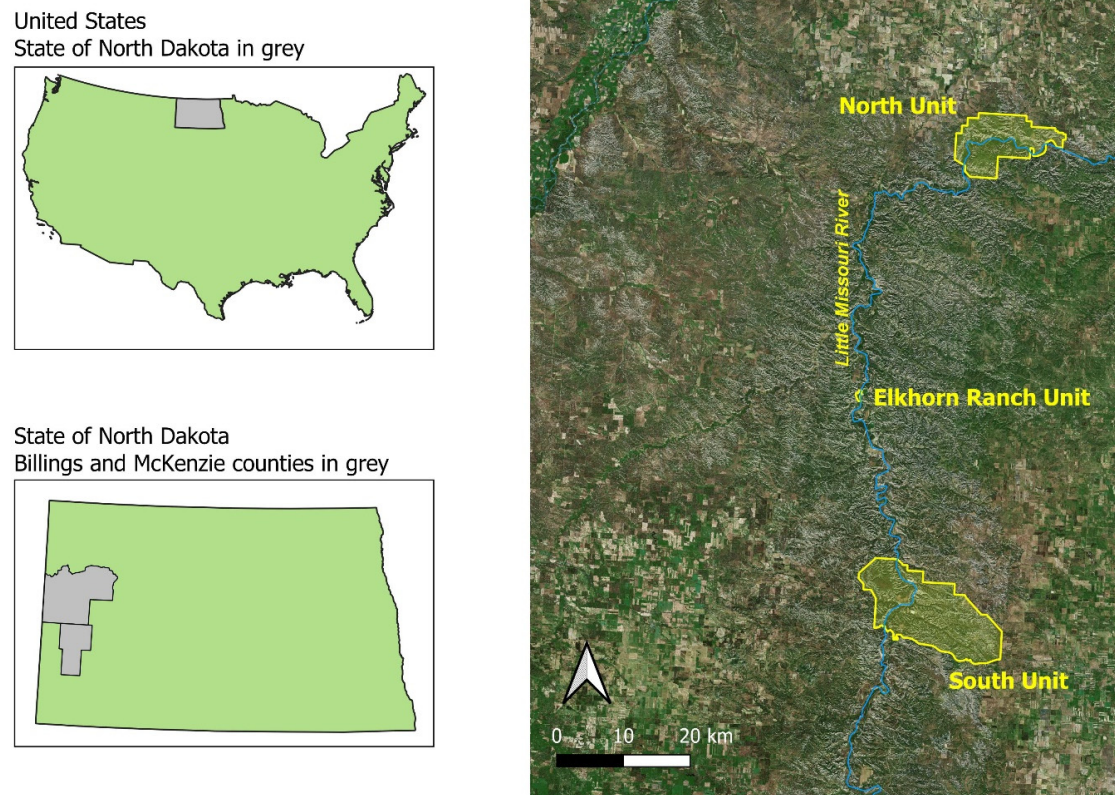 United States
State of North Dakota in grey
State of North Dakota
Billings and McKenzie counties in grey
North Unit
Little Missouri River
Elkhorn Ranch Unit
South Unit
0 10 20 km